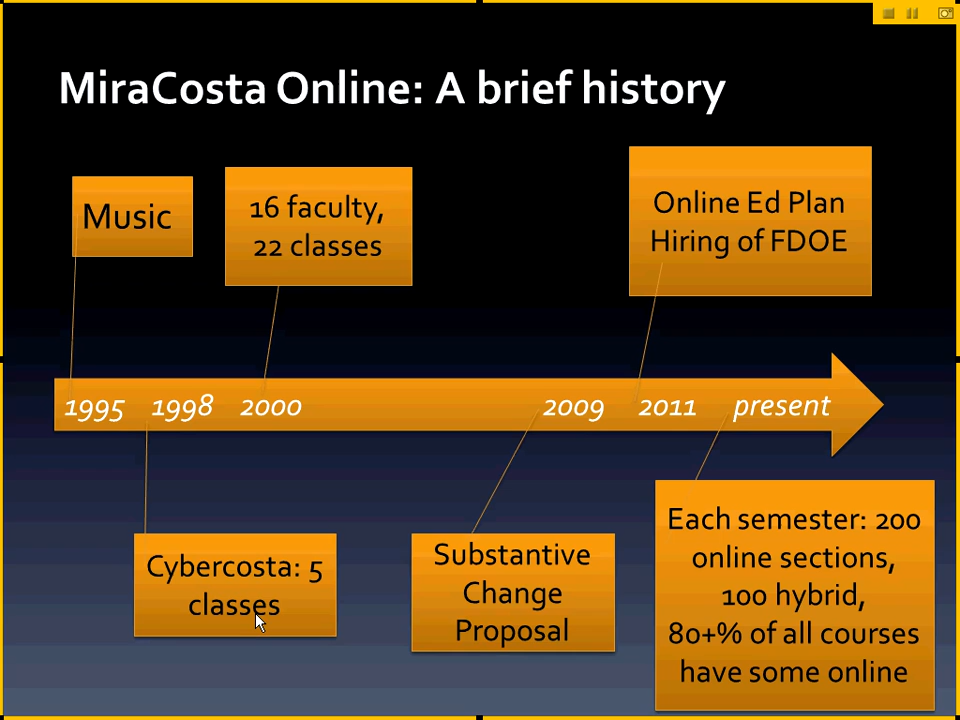 MiraCosta Online: A brief history
Music
16 faculty,
22 classes
Online Ed Plan
Hiring of FDOE
1995 1998 2000 2009 2011 present
Cybercosta: 5
classes
Substantive
Change
Proposal
Each semester: 200
online sections,
100 hybrid,
80+% of all courses
have some online